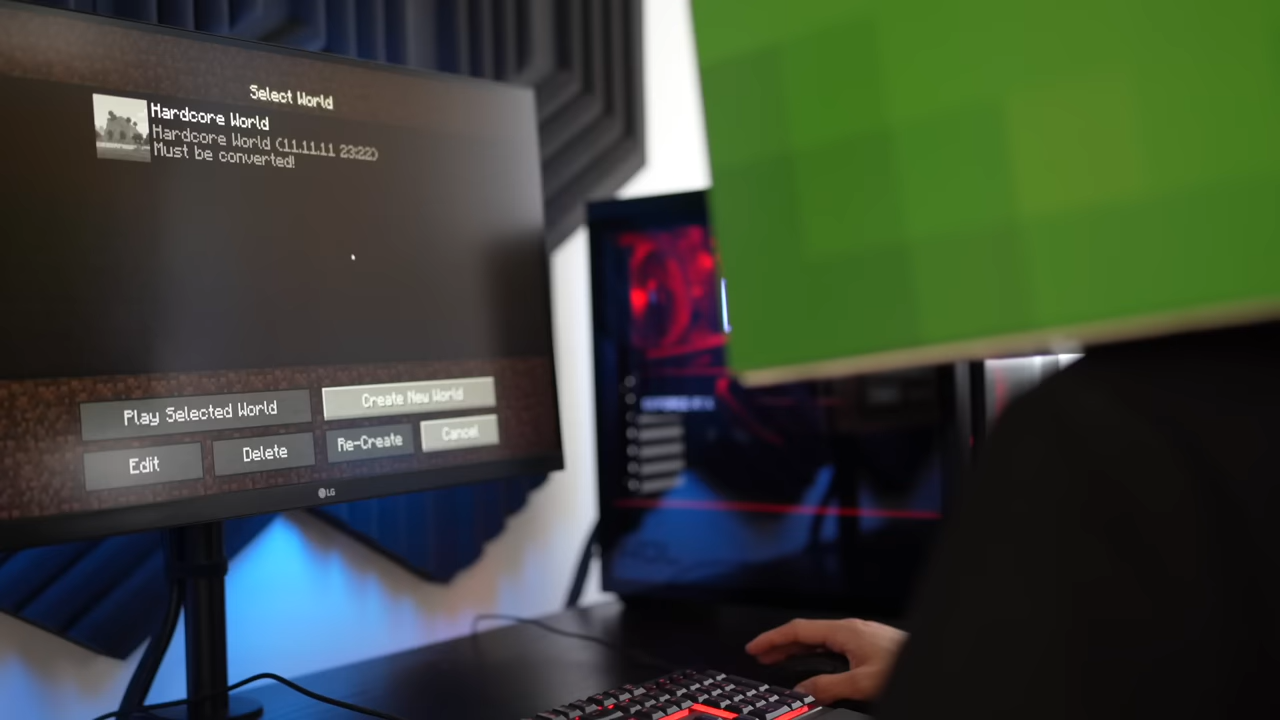 Select World
Hardcore World
Hardcore World (11.11.11 23:22)
Must be converted!
Play Selected World
Create New World
Edit
Delete
Re-Create
Cancel
LG